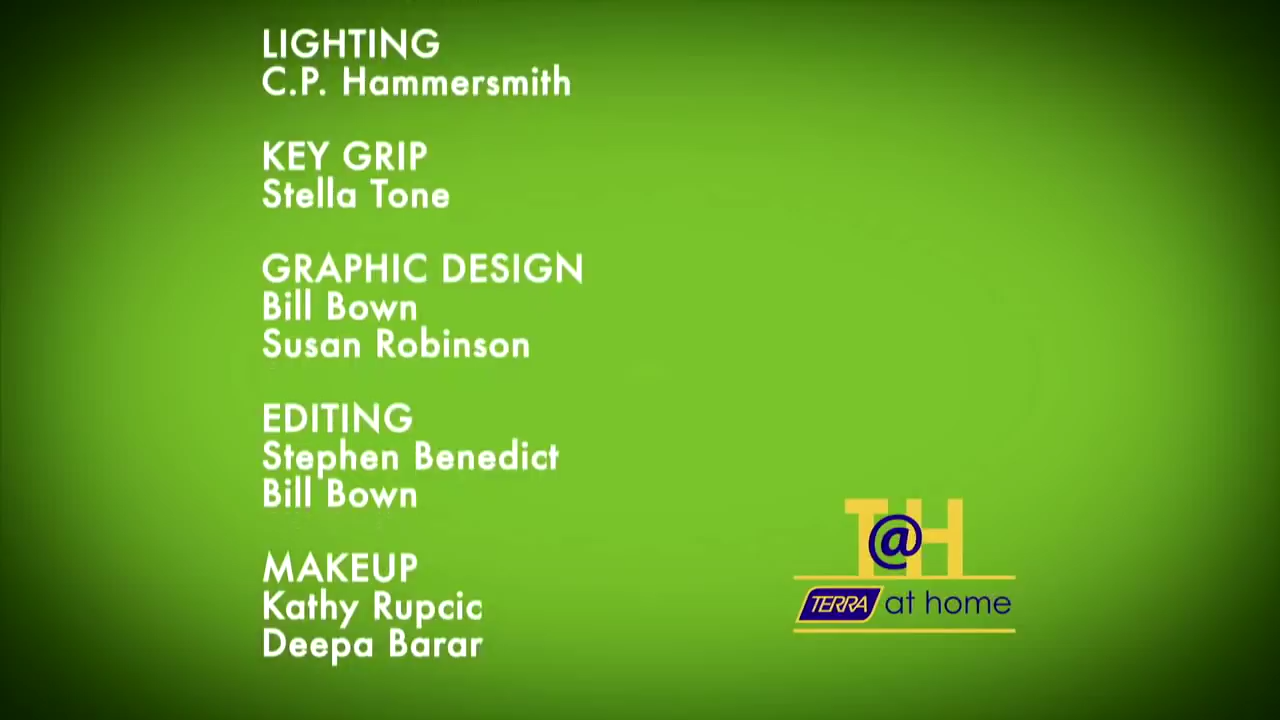 LIGHTING
C.P. Hammersmith
KEY GRIP
Stella Tone
GRAPHIC DESIGN
Bill Bown
Susan Robinson
EDITING
Stephen Benedict
Bill Bown
MAKEUP
Kathy Rupcic
Deepa Barar
T@H
TERRA at home